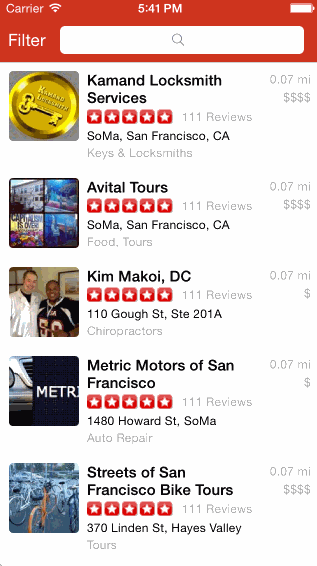 Carrier 5:41 PM
Filter
Kamand Locksmith 0.07 mi
Services $$$$
111 Reviews
SoMa, San Francisco, CA
Keys & Locksmiths
KAMAND
LOCKSMITH
Avital Tours 0.07 mi
111 Reviews $$$$
SoMa, San Francisco, CA
Food, Tours
CAPITALISM
IS OVER!
Kim Makoi, DC 0.07 mi
111 Reviews $
110 Gough St, Ste 201A
Chiropractors
Metric Motors of San 0.07 mi
Francisco $
111 Reviews
1480 Howard St, SoMa
Auto Repair
METRI
Streets of San 0.07 mi
Francisco Bike Tours $$$$
111 Reviews
370 Linden St, Hayes Valley
Tours